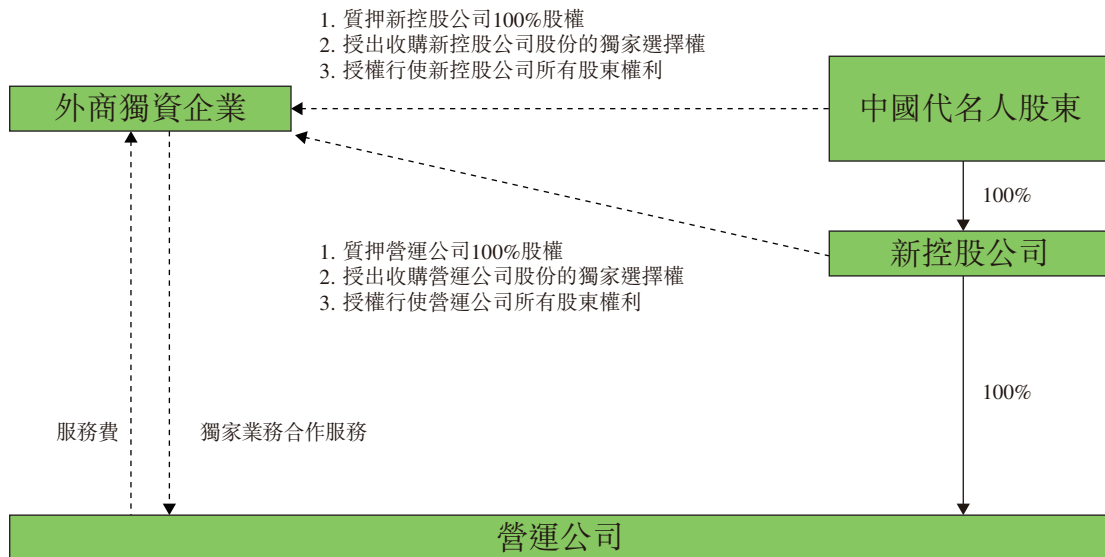 1. 質押新控股公司100%股權
2. 授出收購新控股公司股份的獨家選擇權
3. 授權行使新控股公司所有股東權利
外商獨資企業
中國代名人股東
100%
新控股公司
1. 質押營運公司100%股權
2. 授出收購營運公司股份的獨家選擇權
3. 授權行使營運公司所有股東權利
100%
服務費
獨家業務合作服務
營運公司